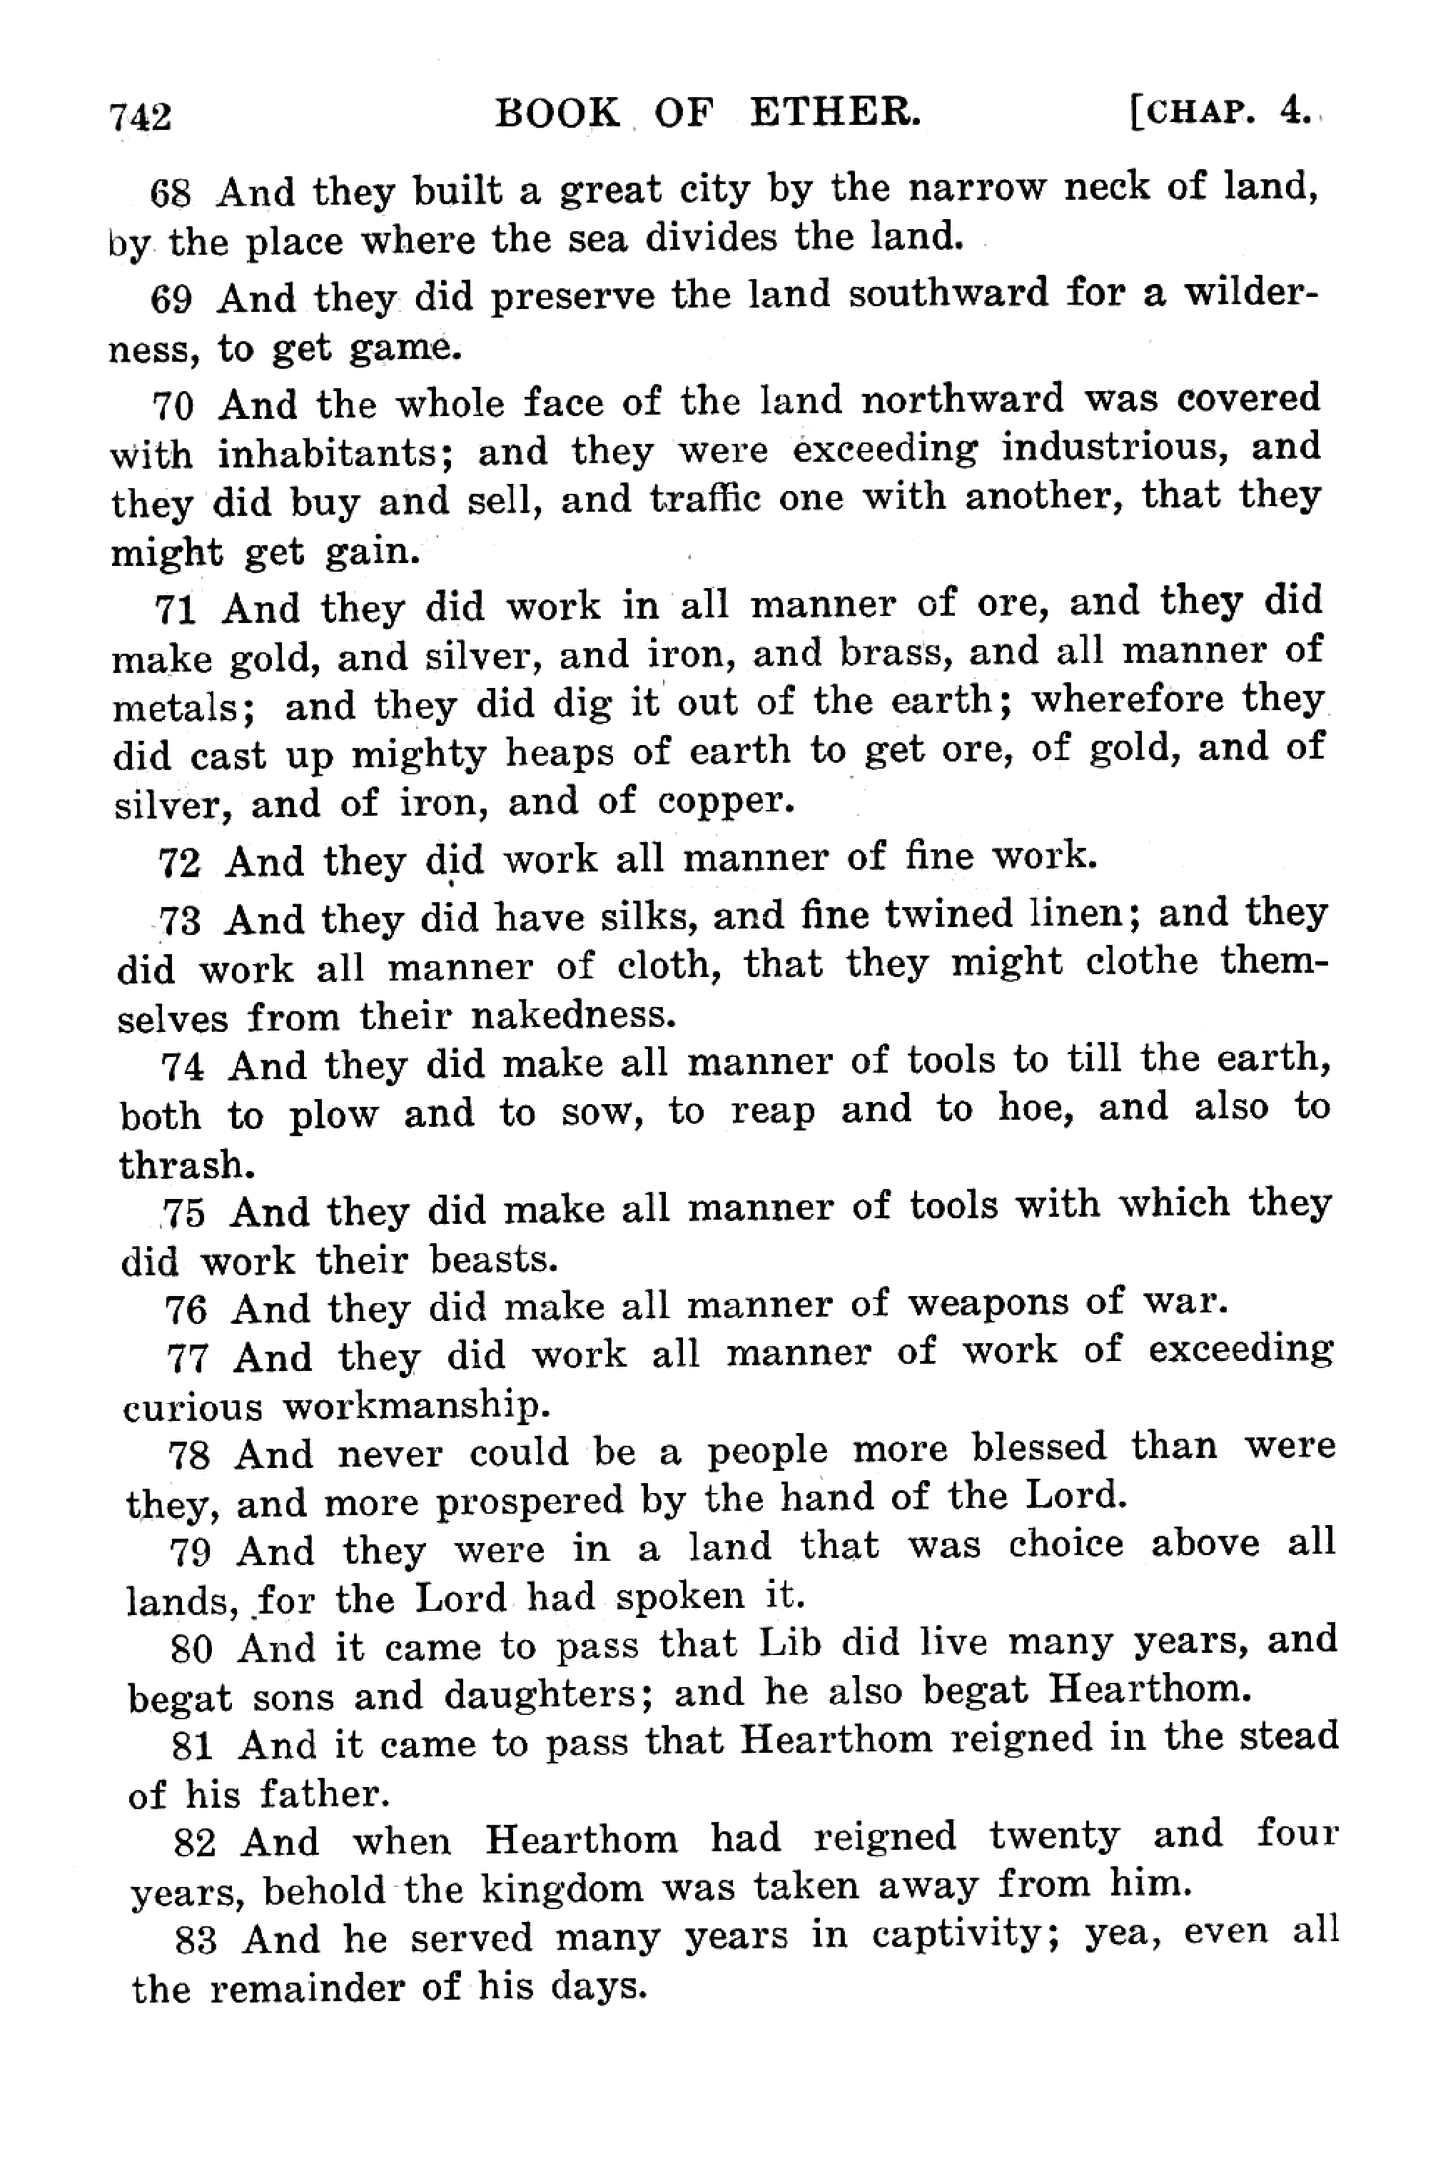 742 BOOK OF ETHER. [CHAP. 4.
68 And they built a great city by the narrow neck of land,
by the place where the sea divides the land.
69 And they did preserve the land southward for a wilder-
ness, to get game.
70 And the whole face of the land northward was covered
with inhabitants; and they were exceeding industrious, and
they did buy and sell, and traffic one with another, that they
might get gain.
71 And they did work in all manner of ore, and they did
make gold, and silver, and iron, and brass, and all manner of
metals; and they did dig it out of the earth; wherefore they
did cast up mighty heaps of earth to get ore, of gold, and of
silver, and of iron, and of copper.
72 And they did work all manner of fine work.
73 And they did have silks, and fine twined linen; and they
did work all manner of cloth, that they might clothe them-
selves from their nakedness.
74 And they did make all manner of tools to till the earth,
both to plow and to sow, to reap and to hoe, and also to
thrash.
75 And they did make all manner of tools with which they
did work their beasts.
76 And they did make all manner of weapons of war.
77 And they did work all manner of work of exceeding
curious workmanship.
78 And never could be a people more blessed than were
they, and more prospered by the hand of the Lord.
79 And they were in a land that was choice above all
lands, for the Lord had spoken it.
80 And it came to pass that Lib did live many years, and
begat sons and daughters; and he also begat Hearthom.
81 And it came to pass that Hearthom reigned in the stead
of his father.
82 And when Hearthom had reigned twenty and four
years, behold the kingdom was taken away from him.
83 And he served many years in captivity; yea, even all
the remainder of his days.